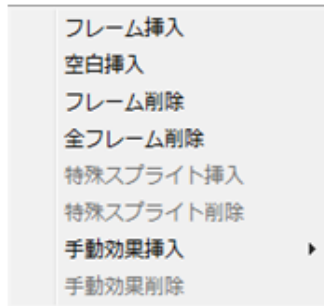 フレーム挿入
空白挿入
フレーム削除
全フレーム削除
特殊スプライト挿入
特殊スプライト削除
手動効果挿入
手動効果削除